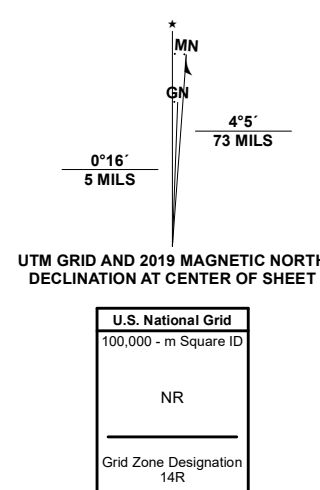 MN
GN
4°5´
73 MILS
0°16´
5 MILS
UTM GRID AND 2019 MAGNETIC NORTH
DECLINATION AT CENTER OF SHEET
U.S. National Grid
100,000 - m Square ID
NR
Grid Zone Designation
14R